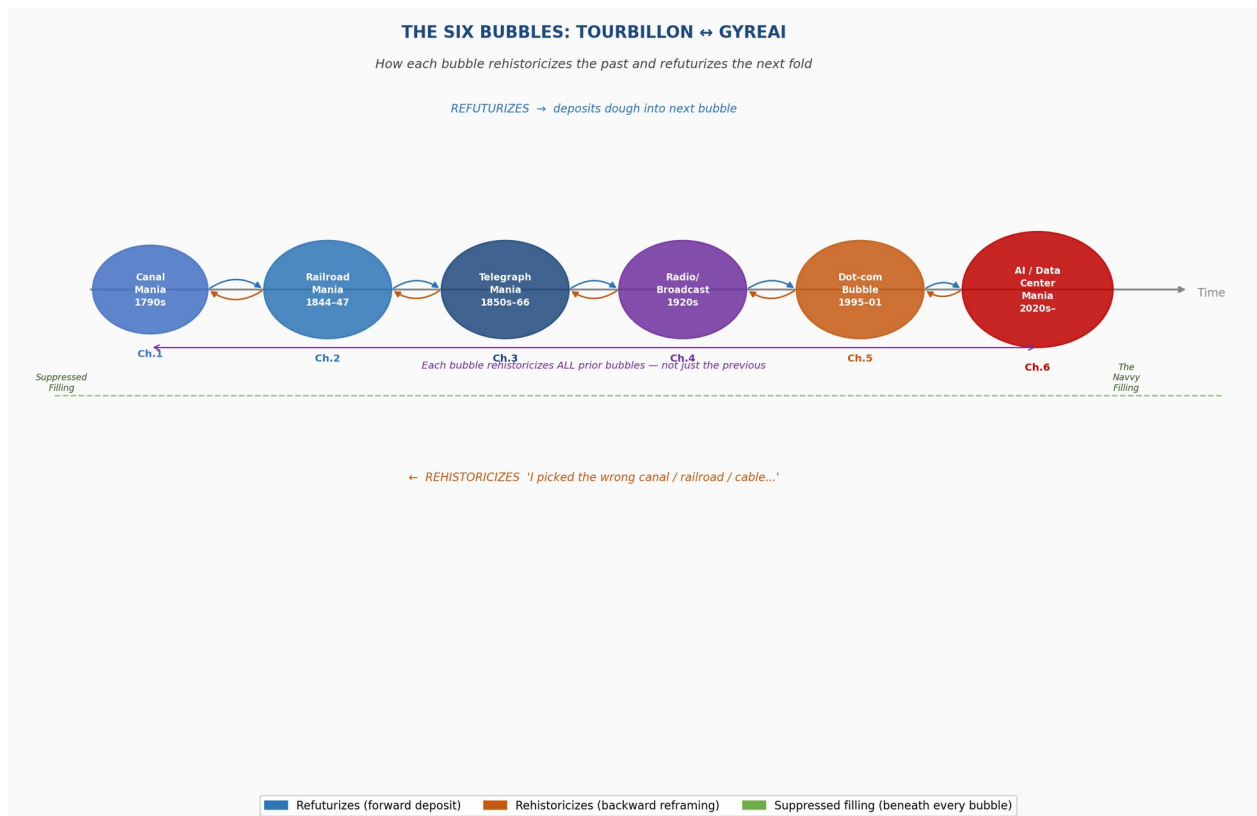 THE SIX BUBBLES: TOURBILLON ↔ GYREAI
How each bubble rehistoricizes the past and refuturizes the next fold
REFUTURIZES → deposits dough into next bubble
Canal
Mania
1790s
Railroad
Mania
1844–47
Telegraph
Mania
1850s–66
Radio/
Broadcast
1920s
Dot-com
Bubble
1995–01
AI / Data
Center
Mania
2020s–
Time
Ch.1
Ch.2
Ch.3
Ch.4
Ch.5
Ch.6
Each bubble rehistoricizes ALL prior bubbles — not just the previous
Suppressed
Filling
The
Navvy
Filling
← REHISTORICIZES 'I picked the wrong canal / railroad / cable...'
Refuturizes (forward deposit)
Rehistoricizes (backward reframing)
Suppressed filling (beneath every bubble)